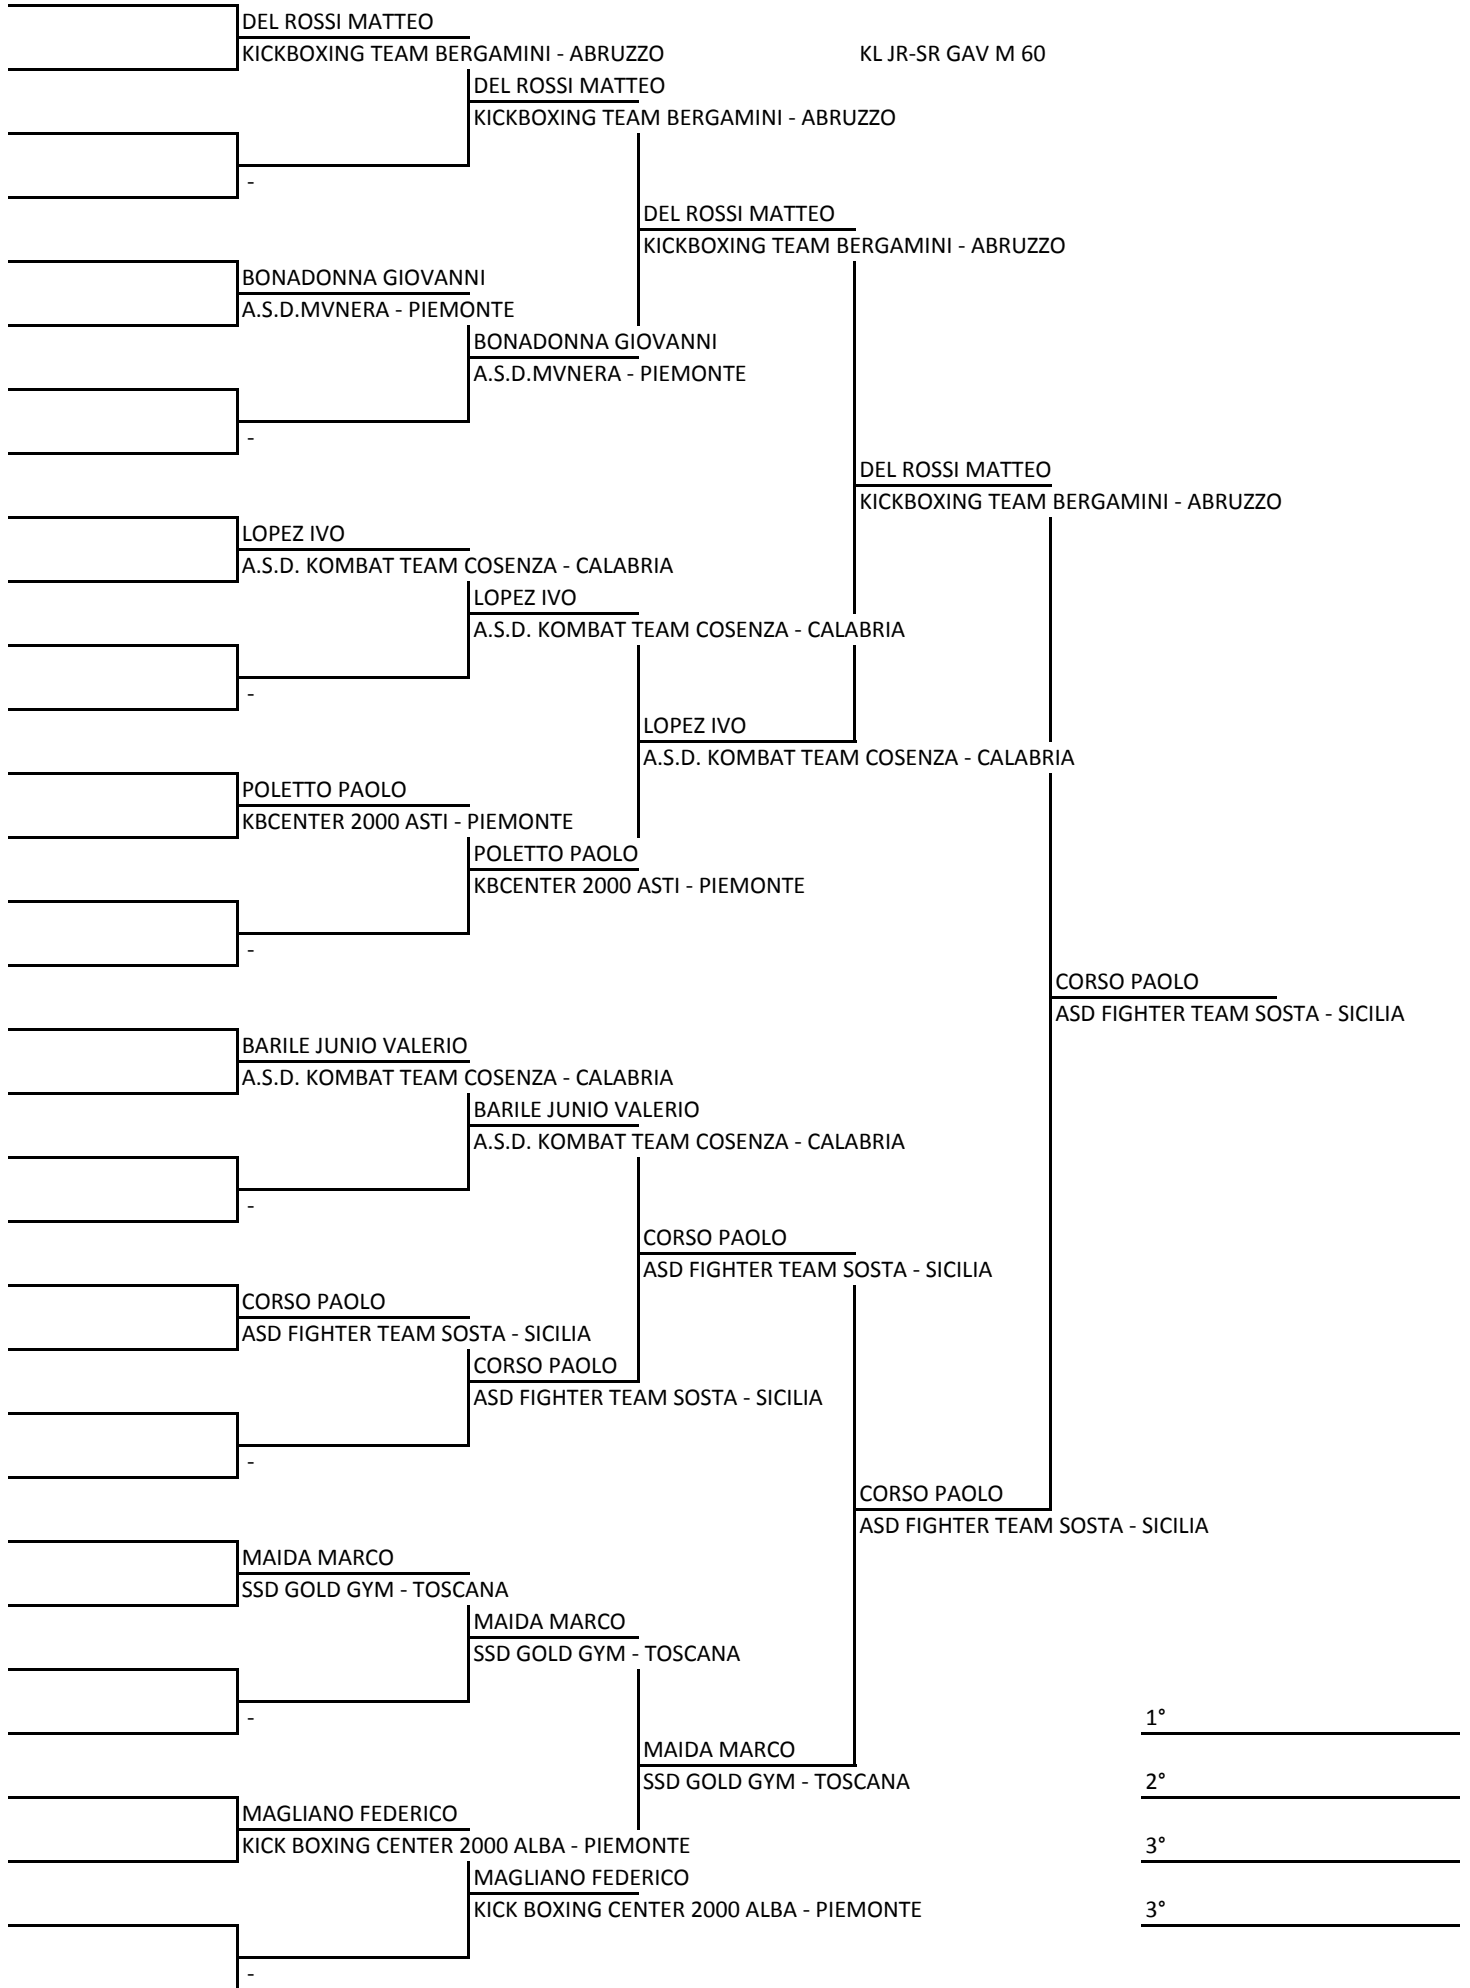 DEL ROSSI MATTEO
KICKBOXING TEAM BERGAMINI - ABRUZZO
KL JR-SR GAV M 60
DEL ROSSI MATTEO
KICKBOXING TEAM BERGAMINI - ABRUZZO
-
DEL ROSSI MATTEO
KICKBOXING TEAM BERGAMINI - ABRUZZO
BONADONNA GIOVANNI
A.S.D.MVNERA - PIEMONTE
BONADONNA GIOVANNI
A.S.D.MVNERA - PIEMONTE
-
DEL ROSSI MATTEO
KICKBOXING TEAM BERGAMINI - ABRUZZO
LOPEZ IVO
A.S.D. KOMBAT TEAM COSENZA - CALABRIA
LOPEZ IVO
A.S.D. KOMBAT TEAM COSENZA - CALABRIA
-
LOPEZ IVO
A.S.D. KOMBAT TEAM COSENZA - CALABRIA
POLETTO PAOLO
KBCENTER 2000 ASTI - PIEMONTE
POLETTO PAOLO
KBCENTER 2000 ASTI - PIEMONTE
-
CORSO PAOLO
ASD FIGHTER TEAM SOSTA - SICILIA
BARILE JUNIO VALERIO
A.S.D. KOMBAT TEAM COSENZA - CALABRIA
BARILE JUNIO VALERIO
A.S.D. KOMBAT TEAM COSENZA - CALABRIA
-
CORSO PAOLO
ASD FIGHTER TEAM SOSTA - SICILIA
CORSO PAOLO
ASD FIGHTER TEAM SOSTA - SICILIA
CORSO PAOLO
ASD FIGHTER TEAM SOSTA - SICILIA
-
CORSO PAOLO
ASD FIGHTER TEAM SOSTA - SICILIA
MAIDA MARCO
SSD GOLD GYM - TOSCANA
MAIDA MARCO
SSD GOLD GYM - TOSCANA
-
1°
MAIDA MARCO
SSD GOLD GYM - TOSCANA
2°
MAGLIANO FEDERICO
KICK BOXING CENTER 2000 ALBA - PIEMONTE
3°
MAGLIANO FEDERICO
KICK BOXING CENTER 2000 ALBA - PIEMONTE
3°
-